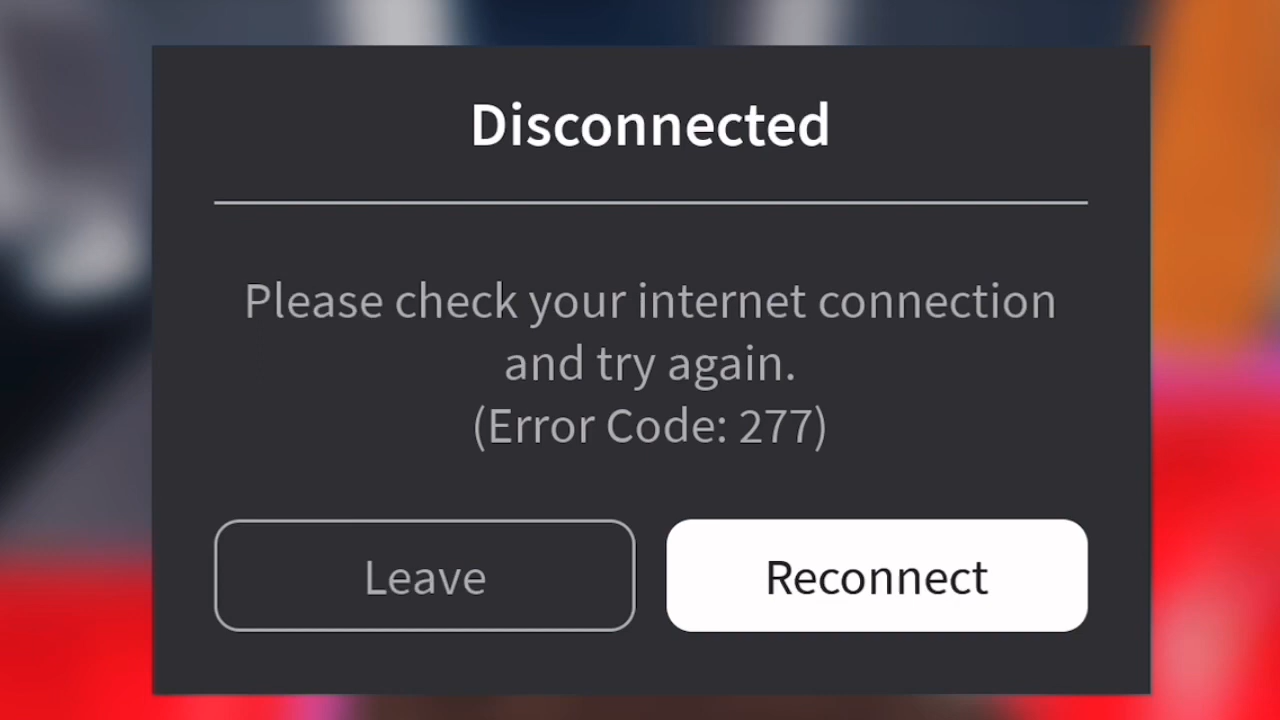 Disconnected
Please check your internet connection
and try again.
(Error Code: 277)
Leave
Reconnect